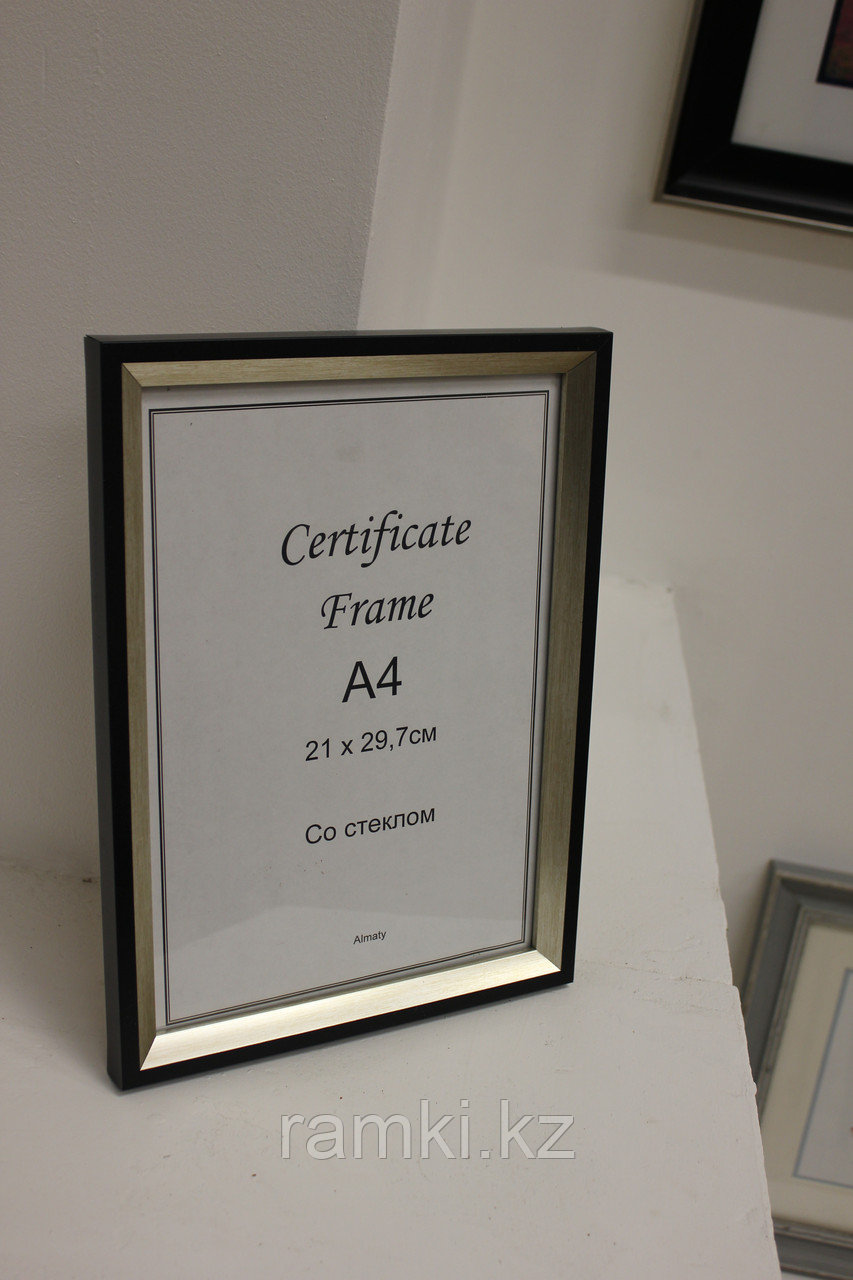 Certificate
Frame
A4
21 x 29,7см
Со стеклом
Almaty
ramki.kz